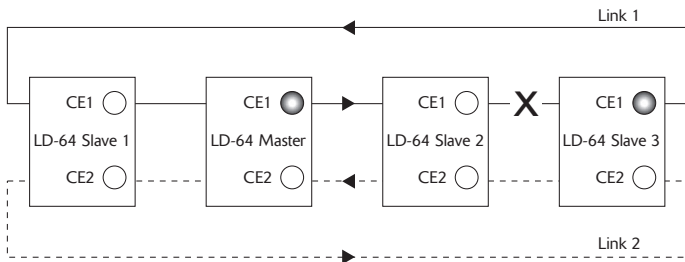 Link 1
CE1
LD-64 Slave 1
CE2
CE1
LD-64 Master
CE2
CE1
LD-64 Slave 2
CE2
X
CE1
LD-64 Slave 3
CE2
Link 2